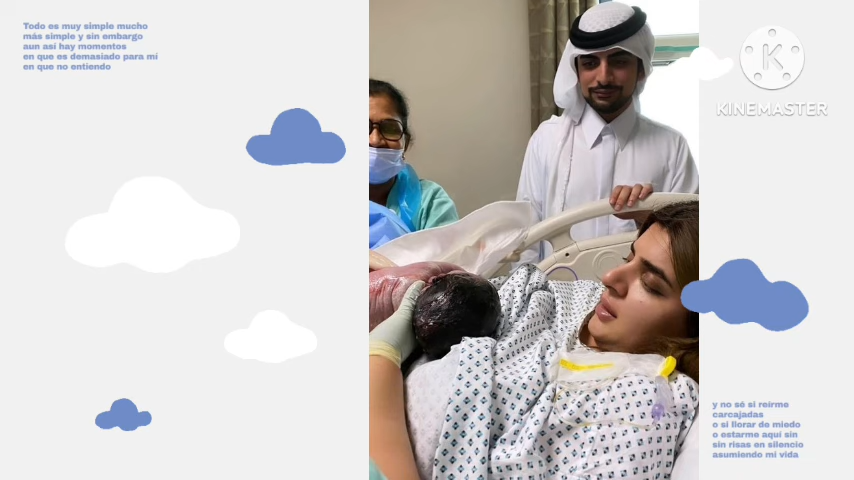 Todo es muy simple mucho
más simple y sin embargo
aun así hay momentos
en que es demasiado para mí
en que no entiendo
KINEMASTER
y no sé si reírme
carcajadas
o si llorar de miedo
o estarme aquí sin
sin risas en silencio
asumiendo mi vida